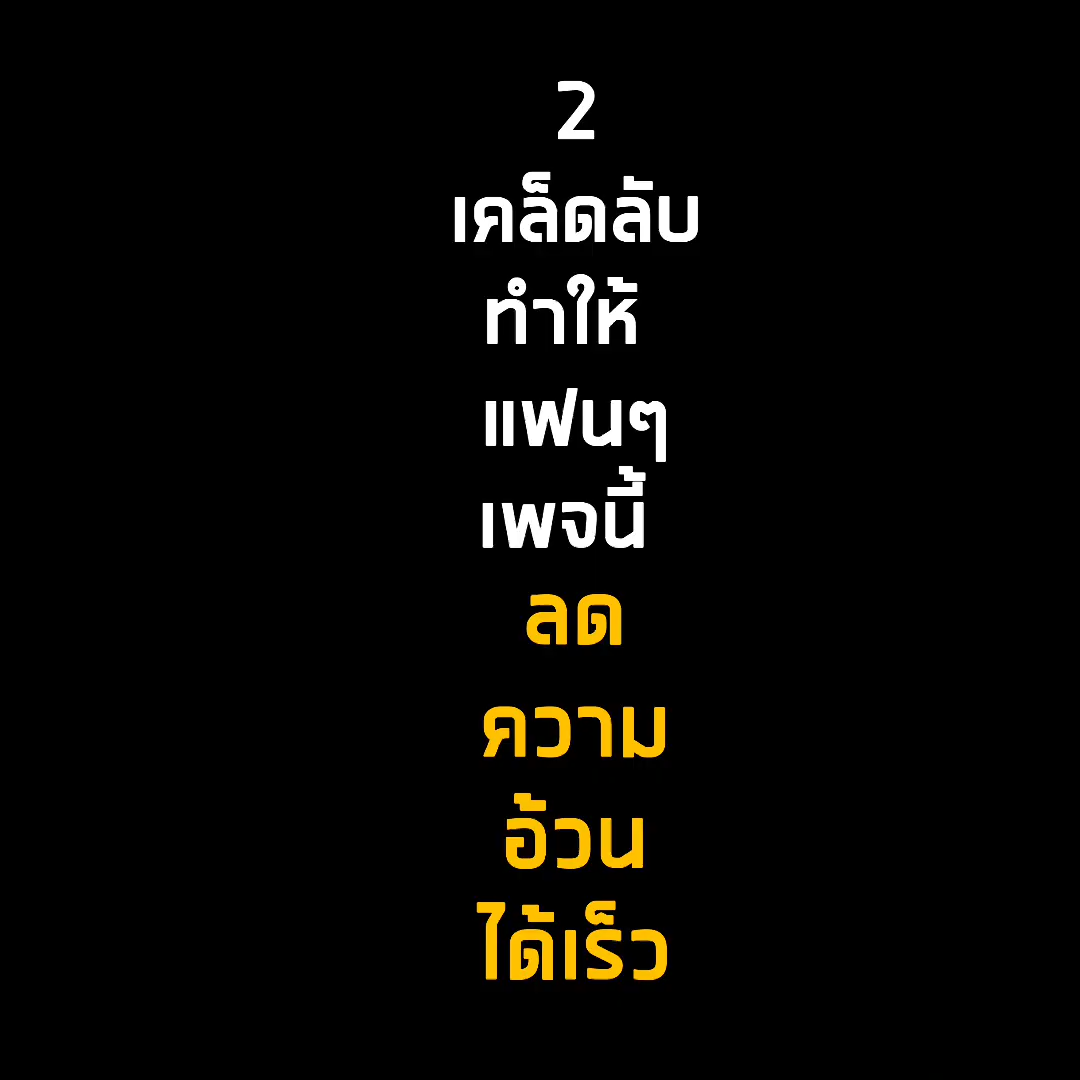 2
เคล็ดลับ
ทำให้
แฟนๆ
เพจนี้
ลด
ความ
อ้วน
ได้เร็ว